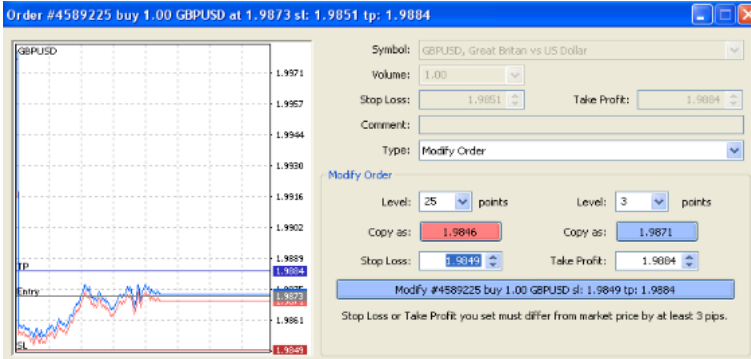 Order #4589225 buy 1.00 GBPUSD at 1.9873 sl: 1.9851 tp: 1.9884
GBPUSD
1.9971
1.9957
1.9944
1.9930
1.9916
1.9902
1.9889
TP
1.9884
1.9875
Entry
1.9873
1.9861
SL
1.9849
Symbol: GBPUSD, Great Britan vs US Dollar
Volume: 1.00
Stop Loss: 1.9851 Take Profit: 1.9884
Comment:
Type: Modify Order
Modify Order
Level: 25 points Level: 3 points
Copy as: 1.9846 Copy as: 1.9871
Stop Loss: 1.9849 Take Profit: 1.9884
Modify #4589225 buy 1.00 GBPUSD sl: 1.9849 tp: 1.9884
Stop Loss or Take Profit you set must differ from market price by at least 3 pips.